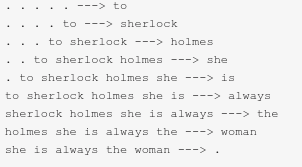 . . . . . ---> to
. . . . to ---> sherlock
. . . to sherlock ---> holmes
. . to sherlock holmes ---> she
. to sherlock holmes she ---> is
to sherlock holmes she is ---> always
sherlock holmes she is always ---> the
holmes she is always the ---> woman
she is always the woman ---> .